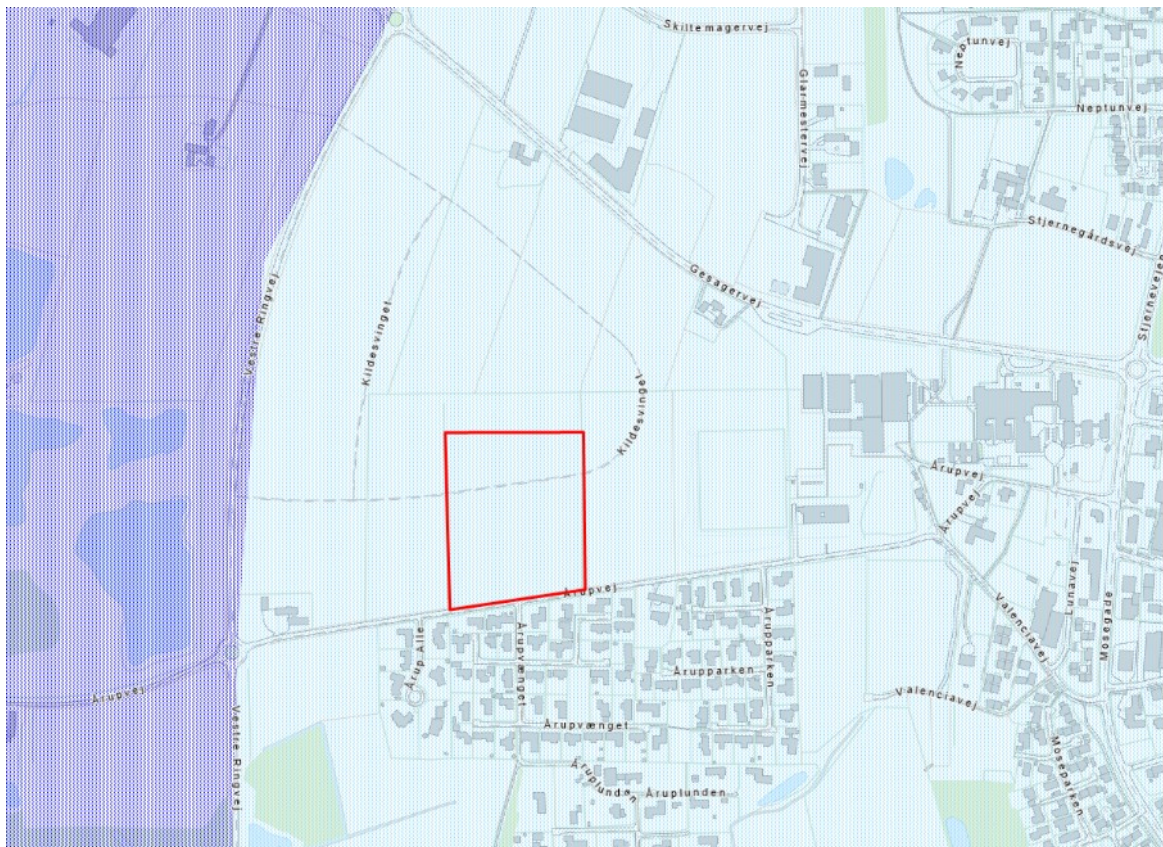 Skiltemagervej
Neptunvej
Neptunvej
Glarmestervej
Stjernegårdsvej
Stjernevejen
Gesagervej
Vestre Ringvej
Kildesvinget
Kildesvinget
Årupvej
Årupvej
Årupvej
Valenciavej
Lunavej
Mosegade
Årup Alle
Årupvænget
Årupparken
Årupparken
Årupvej
Valenciavej
Vestre Ringvej
Årupvænget
Moseparken
Åruplunden
Åruplunden